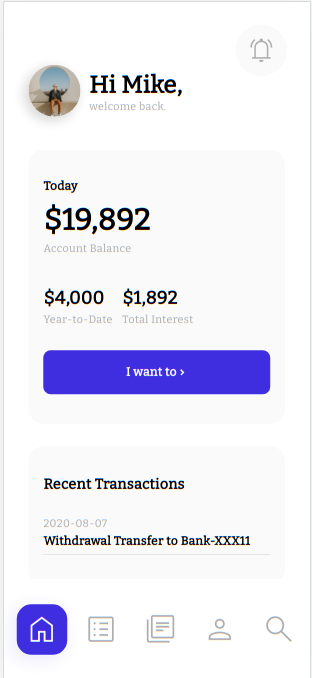 Hi Mike,
welcome back.
Today
$19,892
Account Balance
$4,000 $1,892
Year-to-Date Total Interest
I want to ›
Recent Transactions
2020-08-07
Withdrawal Transfer to Bank-XXX11